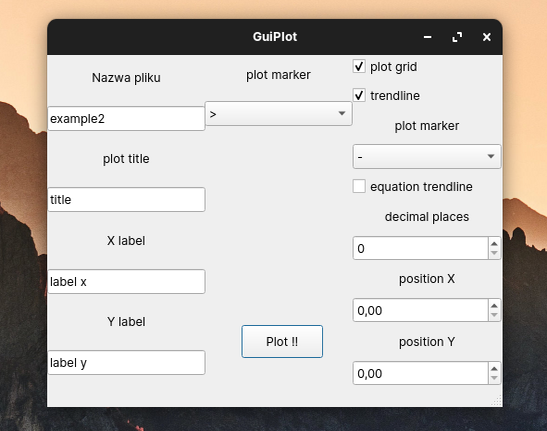 GuiPlot
Nazwa pliku
example2
plot title
title
X label
label x
Y label
label y
plot marker
>
Plot !!
plot grid
trendline
plot marker
-
equation trendline
decimal places
0
position X
0,00
position Y
0,00